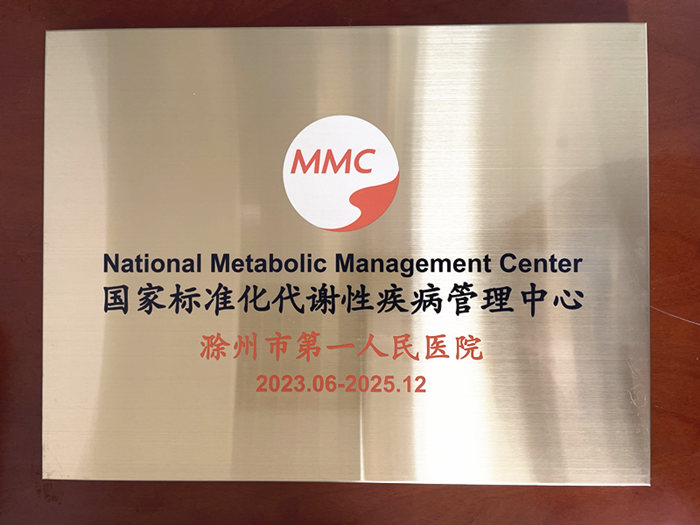 MMC
National Metabolic Management Center
国家标准化代谢性疾病管理中心
滁州市第一人民医院
2023.06-2025.12